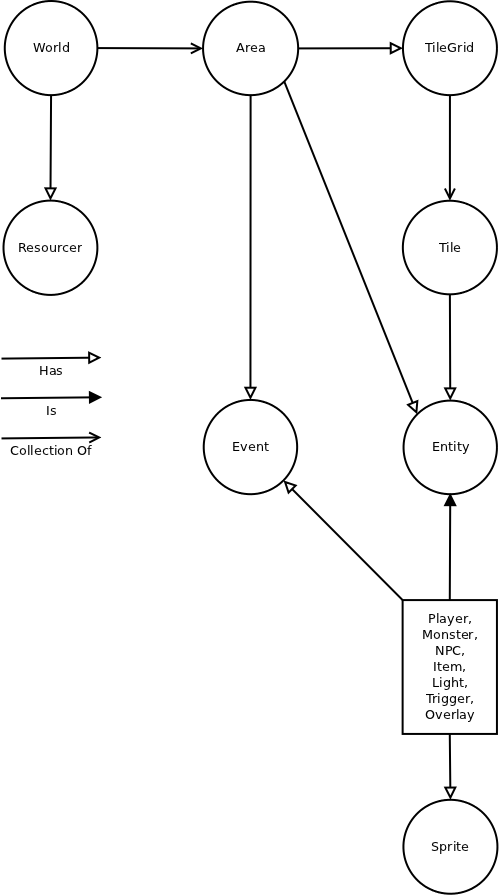 World
Area
TileGrid
Resourcer
Tile
Has
Is
Collection Of
Event
Entity
Player,
Monster,
NPC,
Item,
Light,
Trigger,
Overlay
Sprite